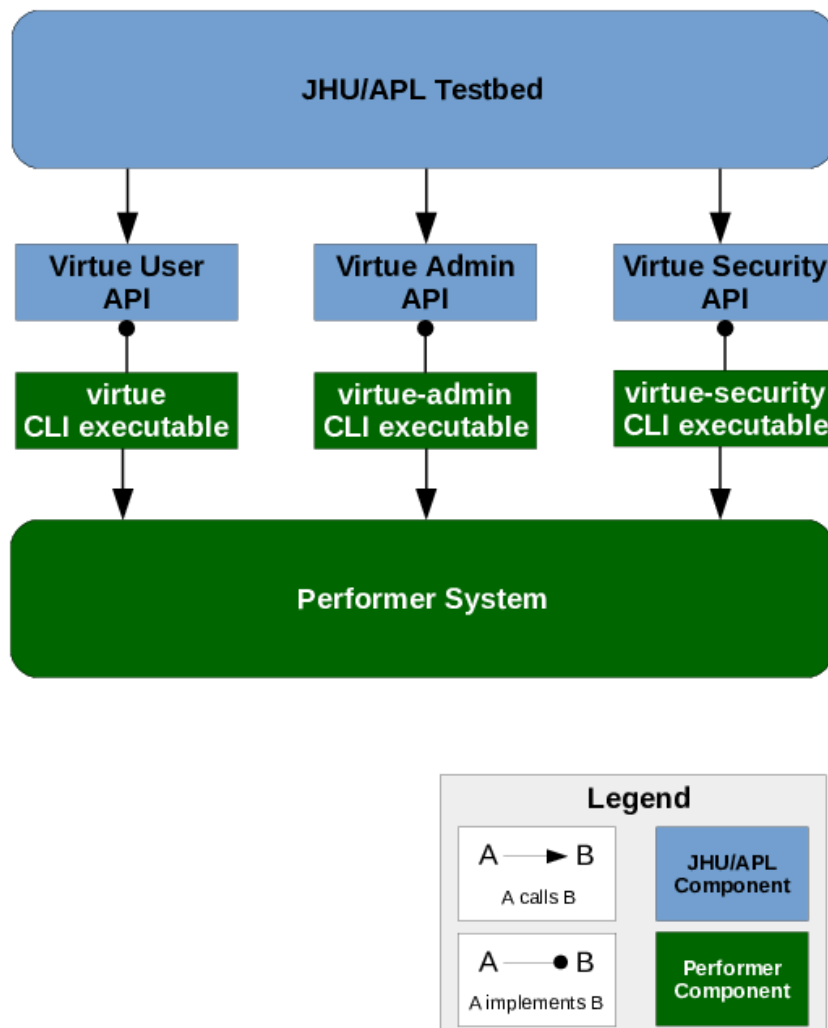 JHU/APL Testbed
Virtue User
API
Virtue Admin
API
Virtue Security
API
virtue
CLI executable
virtue-admin
CLI executable
virtue-security
CLI executable
Performer System
Legend
A B
A calls B
JHU/APL
Component
A B
A implements B
Performer
Component